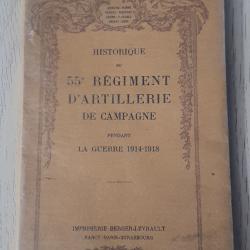 HISTORIQUE
DU
55e RÉGIMENT
D'ARTILLERIE
DE CAMPAGNE
PENDANT
LA GUERRE 1914-1918
IMPRIMERIE BERGER-LEVRAULT
NANCY-PARIS-STRASBOURG